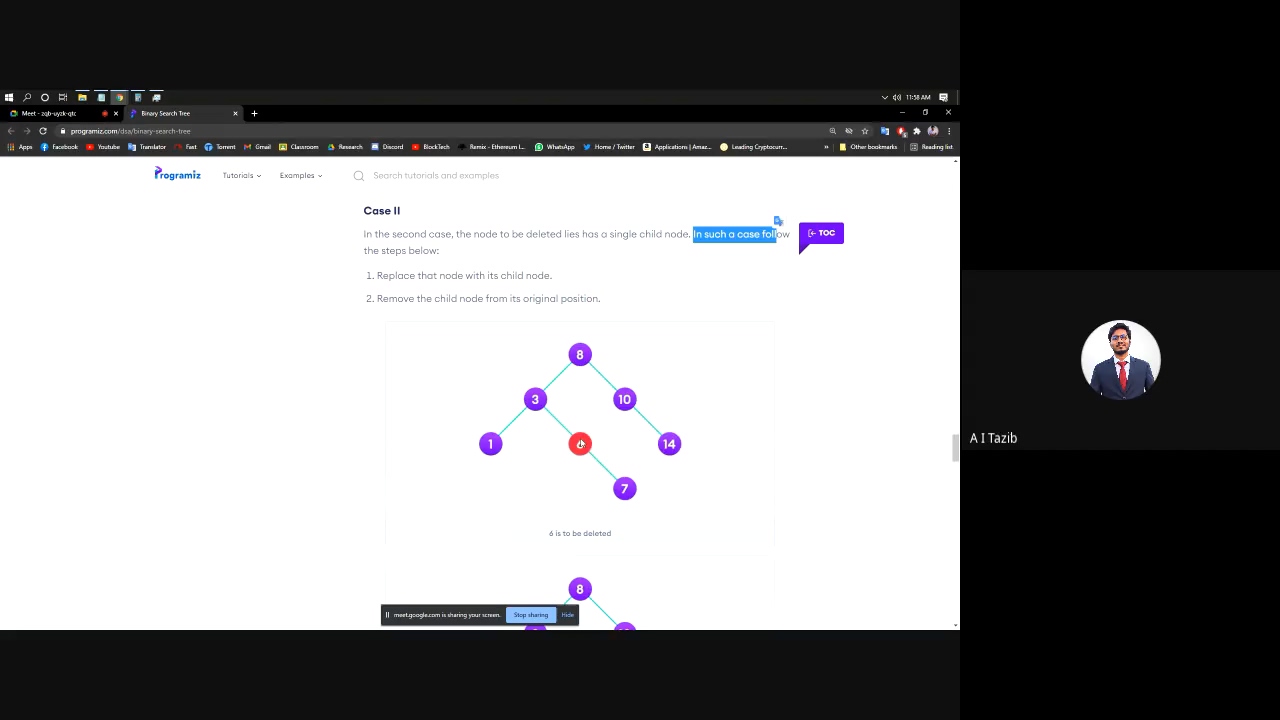 11:58 AM
Meet - zqb-uyzk-qtc
Binary Search Tree
programiz.com/dsa/binary-search-tree
Apps Facebook Youtube Translator Fast Torrent Gmail Classroom Research Discord BlockTech Remix - Ethereum I... WhatsApp Home / Twitter Applications | Amaz... Leading Cryptocurr... » Other bookmarks Reading list
Programiz Tutorials Examples Search tutorials and examples
Case II
In the second case, the node to be deleted lies has a single child node. In such a case follow
the steps below:
TOC
1. Replace that node with its child node.
2. Remove the child node from its original position.
8
3 10
1 14
7
6 is to be deleted
8
meet.google.com is sharing your screen. Stop sharing Hide
A I Tazib